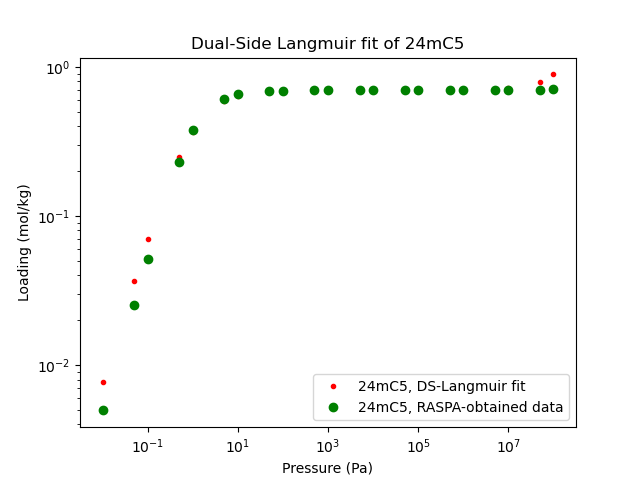 Dual-Side Langmuir fit of 24mC5
10⁰
10⁻¹
10⁻²
Loading (mol/kg)
24mC5, DS-Langmuir fit
24mC5, RASPA-obtained data
10⁻¹ 10¹ 10³ 10⁵ 10⁷
Pressure (Pa)